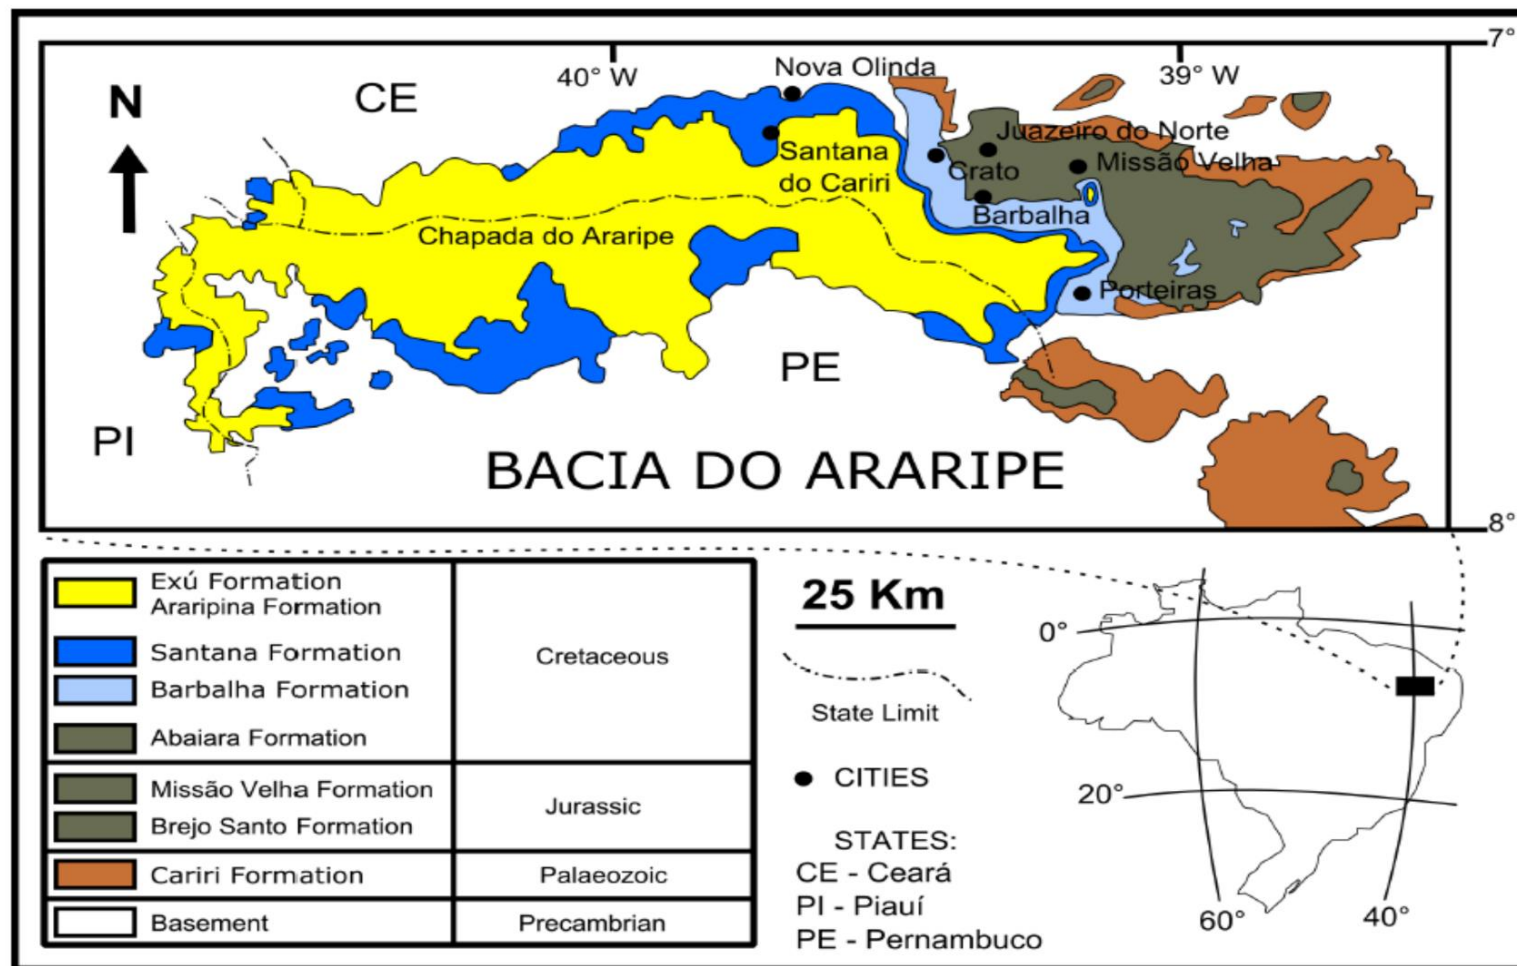 7°
40° W
39° W
Nova Olinda
N
CE
Juazeiro do Norte
Santana
do Cariri
Crato
Missão Velha
Barbalha
Chapada do Araripe
Porteiras
PE
PI
BACIA DO ARARIPE
8°
Exú Formation
Araripina Formation
Santana Formation
Cretaceous
Barbalha Formation
Abaiara Formation
Missão Velha Formation
Jurassic
Brejo Santo Formation
Cariri Formation
Palaeozoic
Basement
Precambrian
25 Km
State Limit
CITIES
STATES:
CE - Ceará
PI - Piauí
PE - Pernambuco
0°
20°
60°
40°